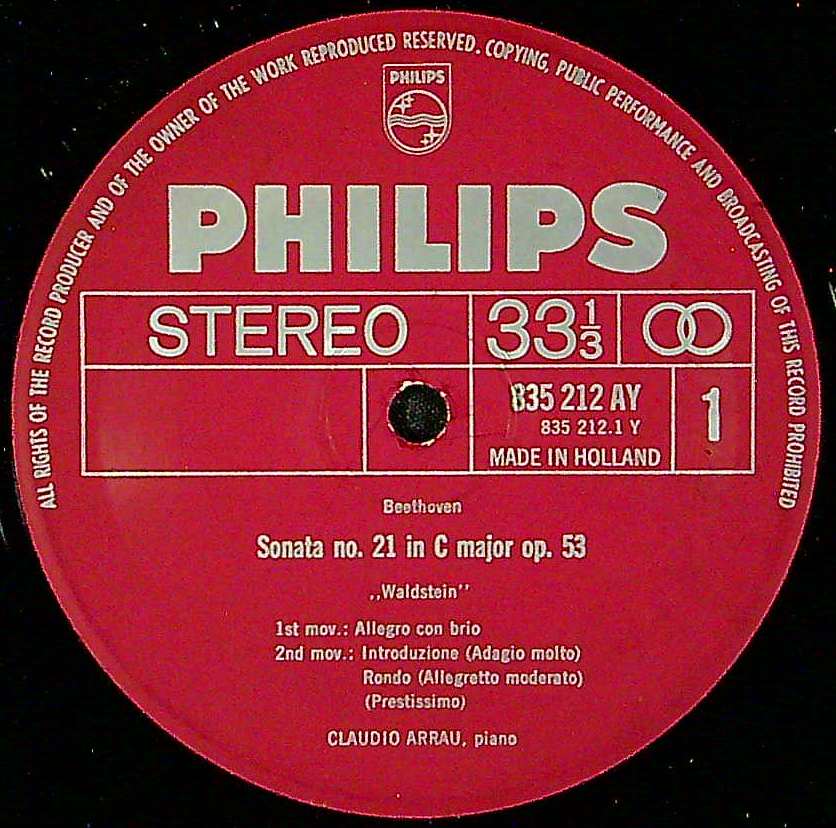 ALL RIGHTS OF THE RECORD PRODUCER AND OF THE OWNER OF THE WORK REPRODUCED RESERVED. COPYING, PUBLIC PERFORMANCE AND BROADCASTING OF THIS RECORD PROHIBITED
PHILIPS
PHILIPS
STEREO 33 1/3
835 212 AY 1
835 212.1 Y
MADE IN HOLLAND
Beethoven
Sonata no. 21 in C major op. 53
,,Waldstein''
1st mov.: Allegro con brio
2nd mov.: Introduzione (Adagio molto)
Rondo (Allegretto moderato)
(Prestissimo)
CLAUDIO ARRAU, piano